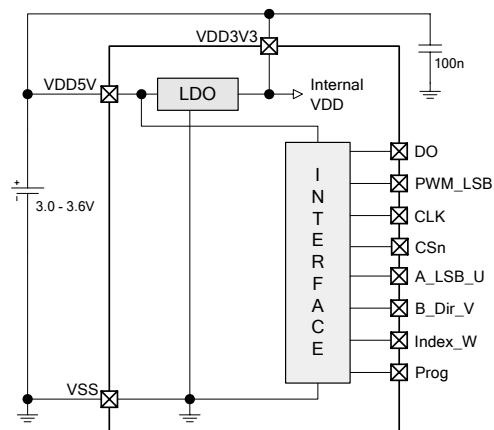 VDD3V3
100n
VDD5V
LDO
Internal
VDD
+
-
3.0 - 3.6V
INTERFACE
DO
PWM_LSB
CLK
CSn
A_LSB_U
B_Dir_V
Index_W
Prog
VSS